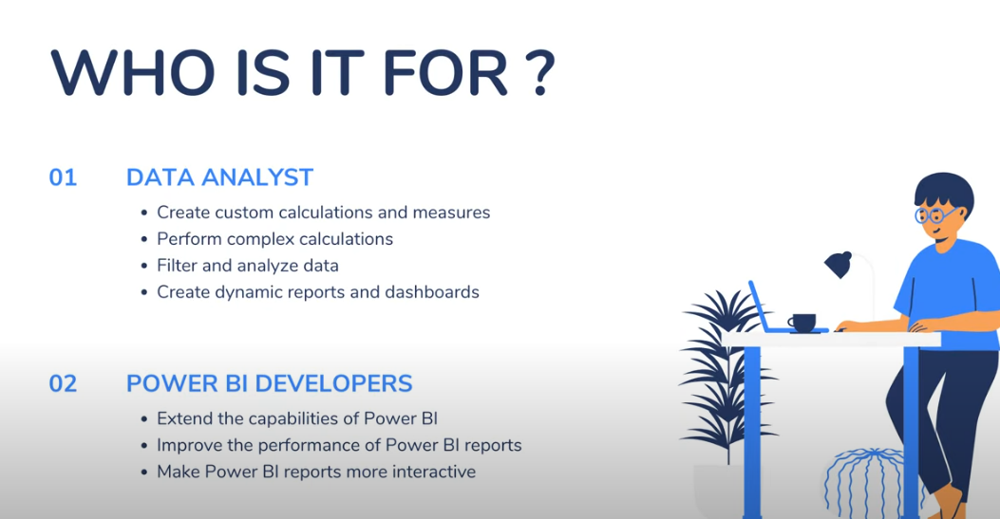 WHO IS IT FOR ?
01 DATA ANALYST
• Create custom calculations and measures
• Perform complex calculations
• Filter and analyze data
• Create dynamic reports and dashboards
02 POWER BI DEVELOPERS
• Extend the capabilities of Power BI
• Improve the performance of Power BI reports
• Make Power BI reports more interactive